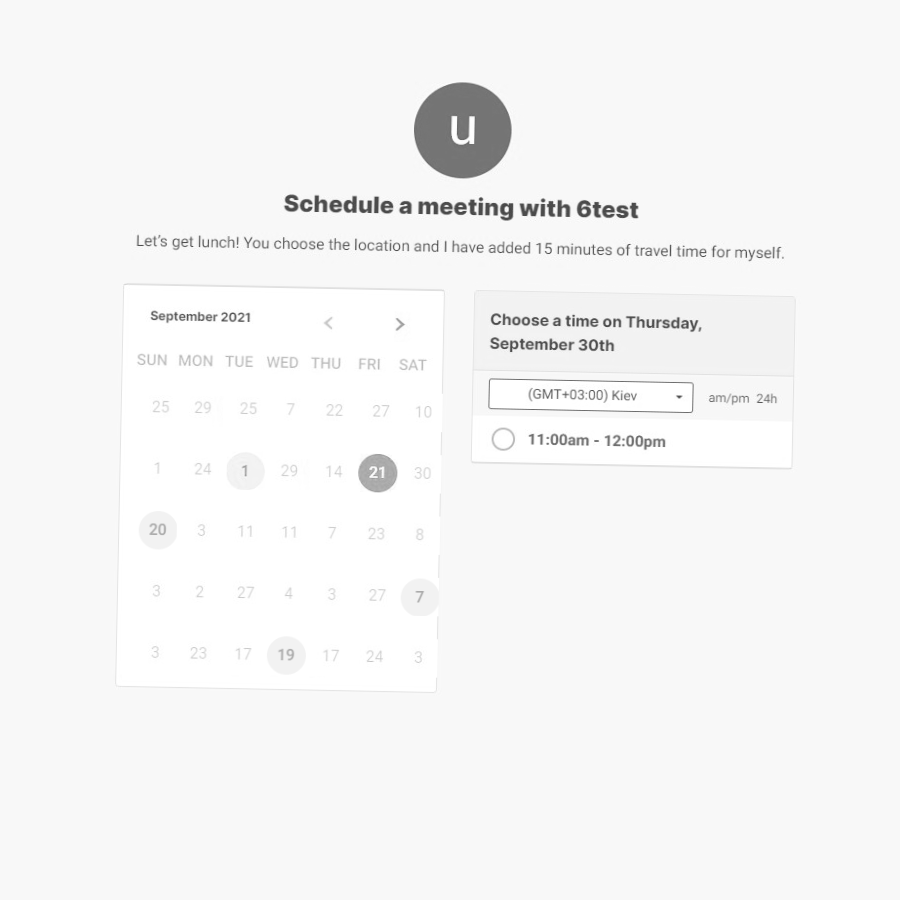 u
Schedule a meeting with 6test
Let's get lunch! You choose the location and I have added 15 minutes of travel time for myself.
September 2021
SUN MON TUE WED THU FRI SAT
25 29 25 7 22 27 10
1 24 1 29 14 21 30
20 3 11 11 7 23 8
3 2 27 4 3 27 7
3 23 17 19 17 24 3
Choose a time on Thursday,
September 30th
(GMT+03:00) Kiev am/pm 24h
11:00am - 12:00pm